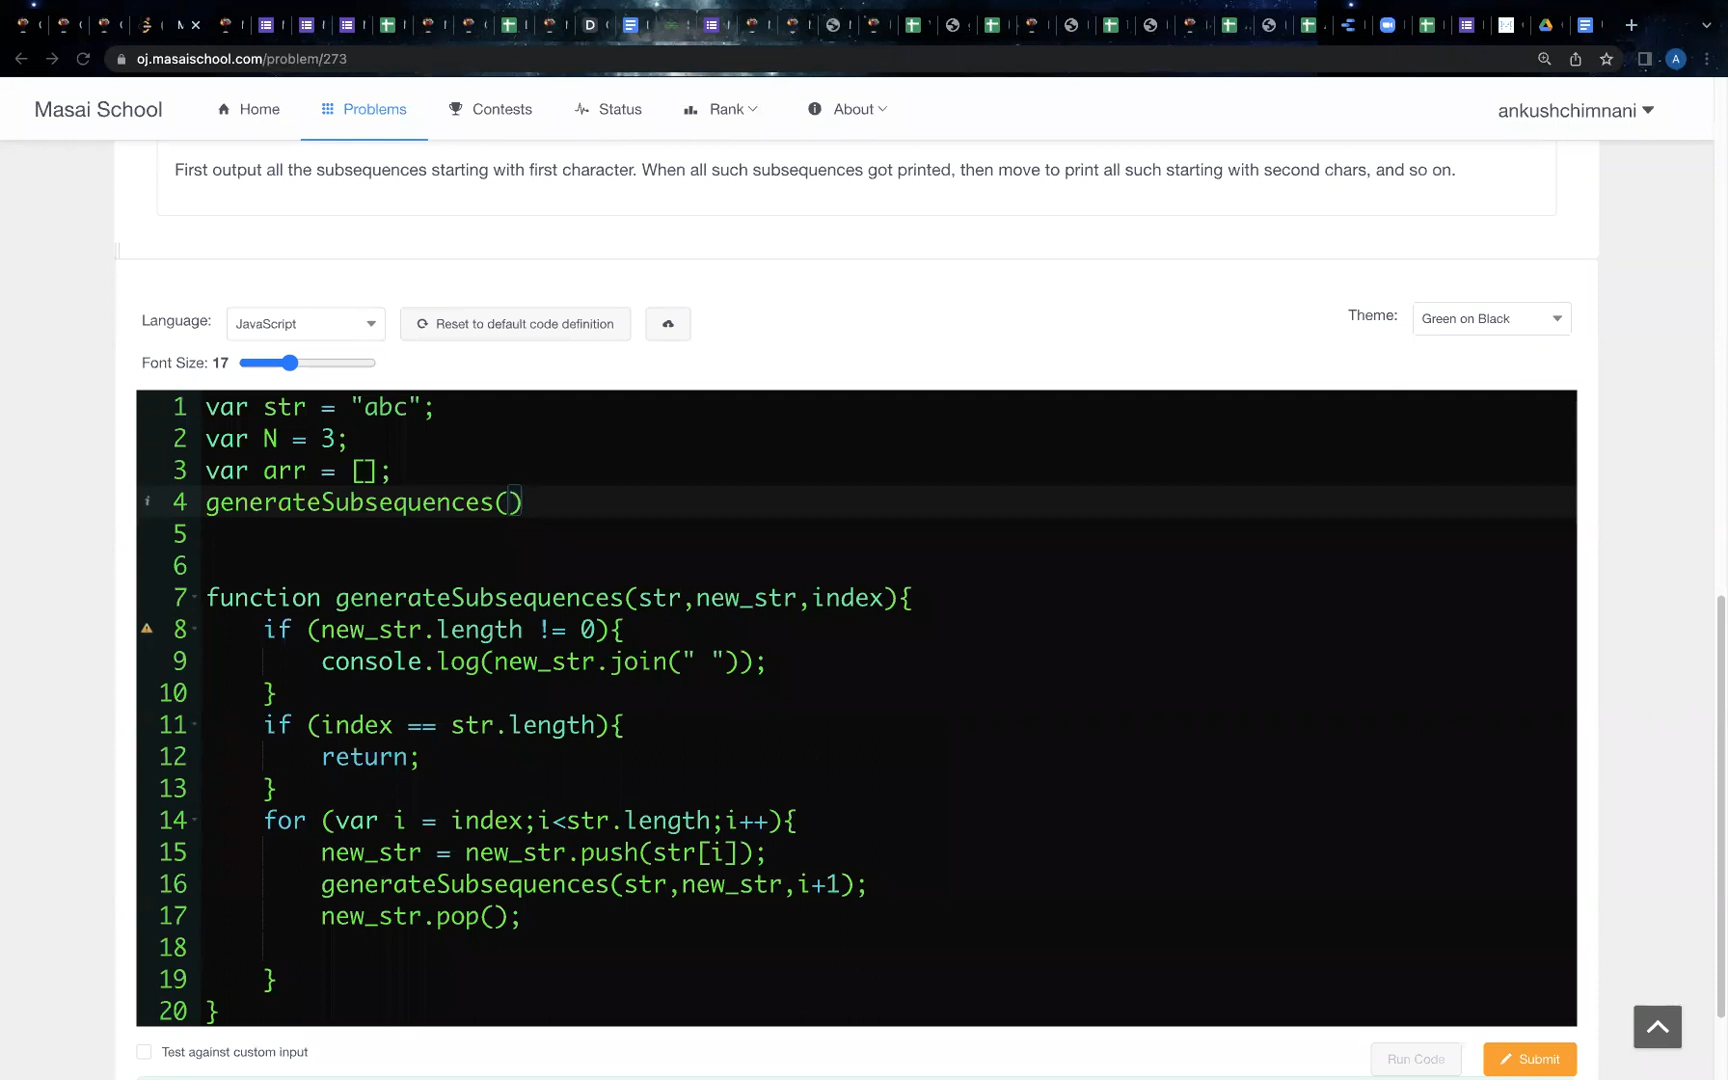 oj.masaischool.com/problem/273
A
Masai School
Home
Problems
Contests
Status
Rank
About
ankushchimnani
First output all the subsequences starting with first character. When all such subsequences got printed, then move to print all such starting with second chars, and so on.
Language:
JavaScript
Reset to default code definition
Theme:
Green on Black
Font Size: 17
1 var str = "abc";
2 var N = 3;
3 var arr = [];
4 generateSubsequences()
5
6
7 function generateSubsequences(str,new_str,index){
8 if (new_str.length != 0){
9 console.log(new_str.join(" "));
10 }
11 if (index == str.length){
12 return;
13 }
14 for (var i = index;i<str.length;i++){
15 new_str = new_str.push(str[i]);
16 generateSubsequences(str,new_str,i+1);
17 new_str.pop();
18
19 }
20 }
Test against custom input
Run Code
Submit